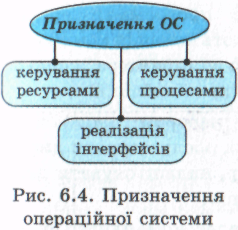 Призначення ОС
керування
ресурсами
керування
процесами
реалізація
інтерфейсів
Рис. 6.4. Призначення
операційної системи